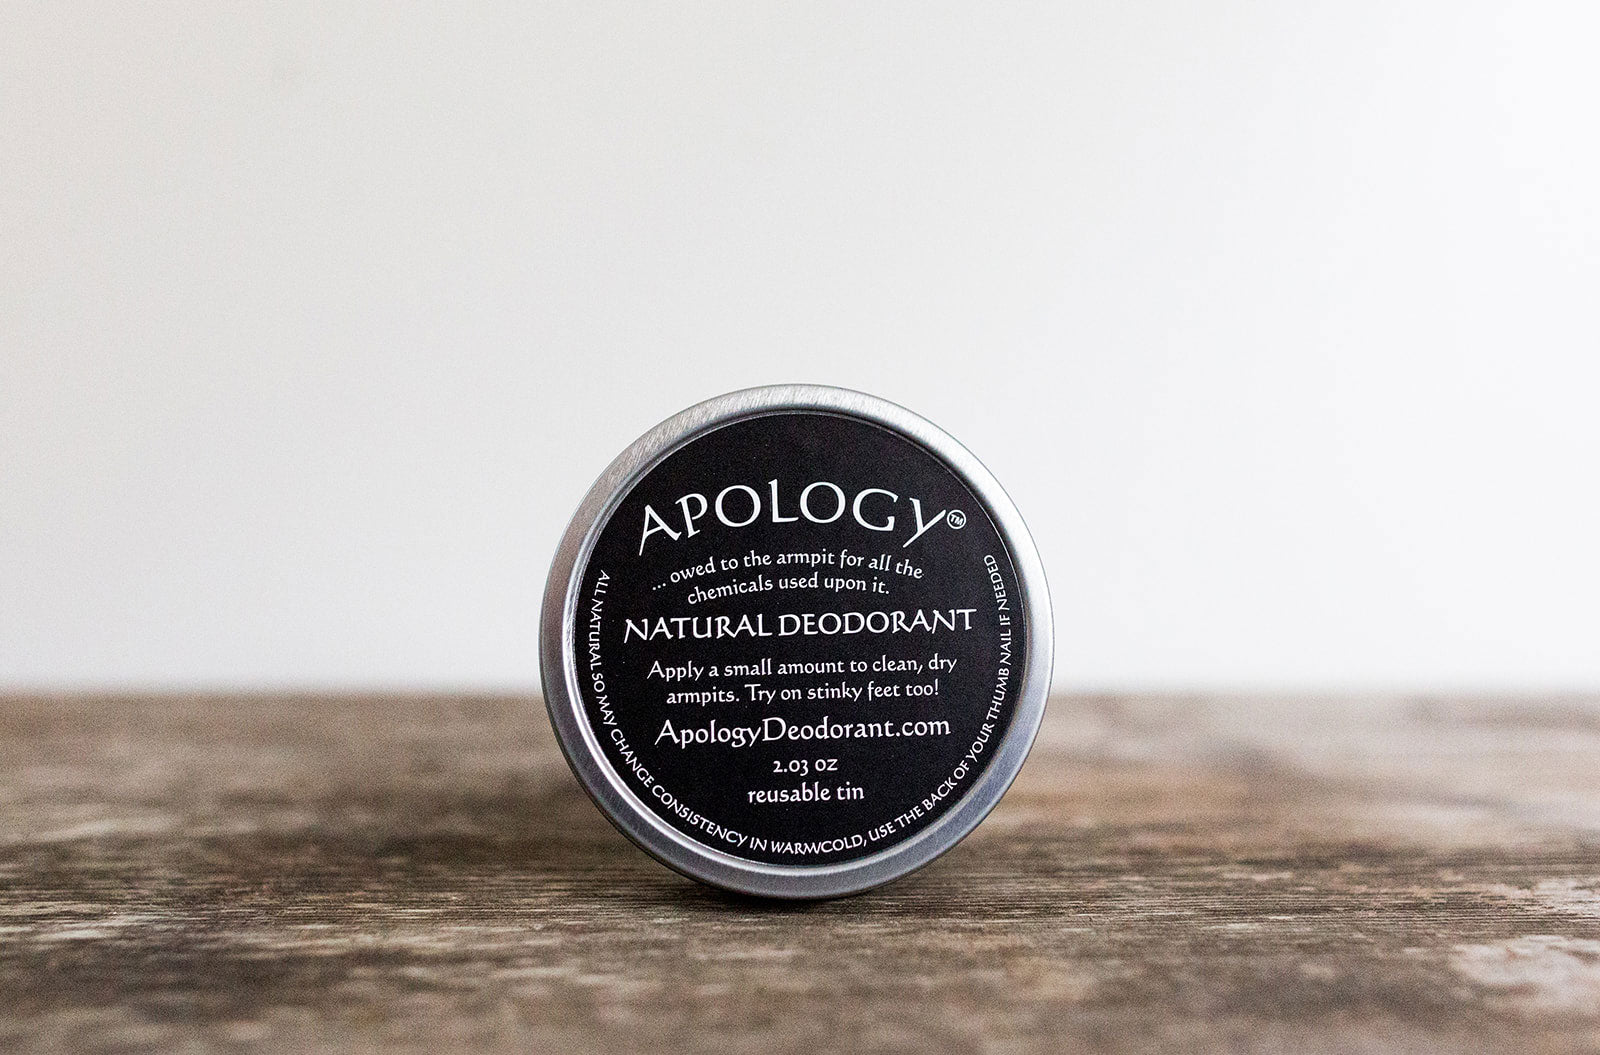 APOLOGY™
... owed to the armpit for all the
chemicals used upon it.
NATURAL DEODORANT
Apply a small amount to clean, dry
armpits. Try on stinky feet too!
ApologyDeodorant.com
2.03 oz
reusable tin
ALL NATURAL SO MAY CHANGE CONSISTENCY IN WARM/COLD, USE THE BACK OF YOUR THUMB NAIL IF NEEDED